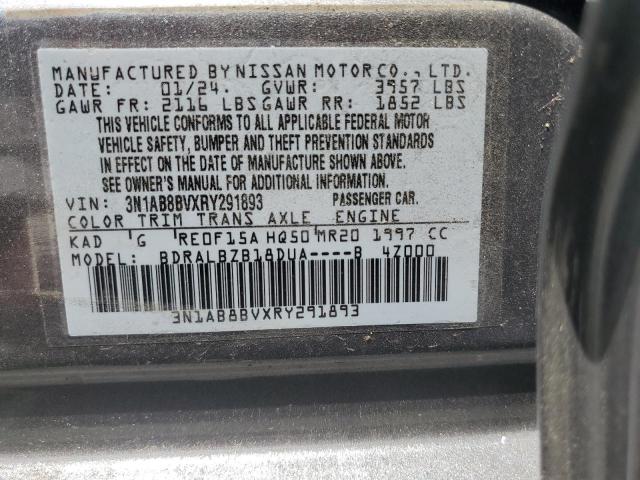 MANUFACTURED BY NISSAN MOTOR CO., LTD.
DATE: 01/24. GVWR: 3957 LBS
GAWR FR: 2116 LBS GAWR RR: 1852 LBS
THIS VEHICLE CONFORMS TO ALL APPLICABLE FEDERAL MOTOR
VEHICLE SAFETY, BUMPER AND THEFT PREVENTION STANDARDS
IN EFFECT ON THE DATE OF MANUFACTURE SHOWN ABOVE.
SEE OWNER'S MANUAL FOR ADDITIONAL INFORMATION.
VIN: 3N1AB8BVXRY291893 PASSENGER CAR.
COLOR TRIM TRANS AXLE ENGINE
KAD G RE0F15A HQ50 MR20 1997 CC
MODEL: BDRALBZB18DUA----B 4Z000
3N1AB8BVXRY291893